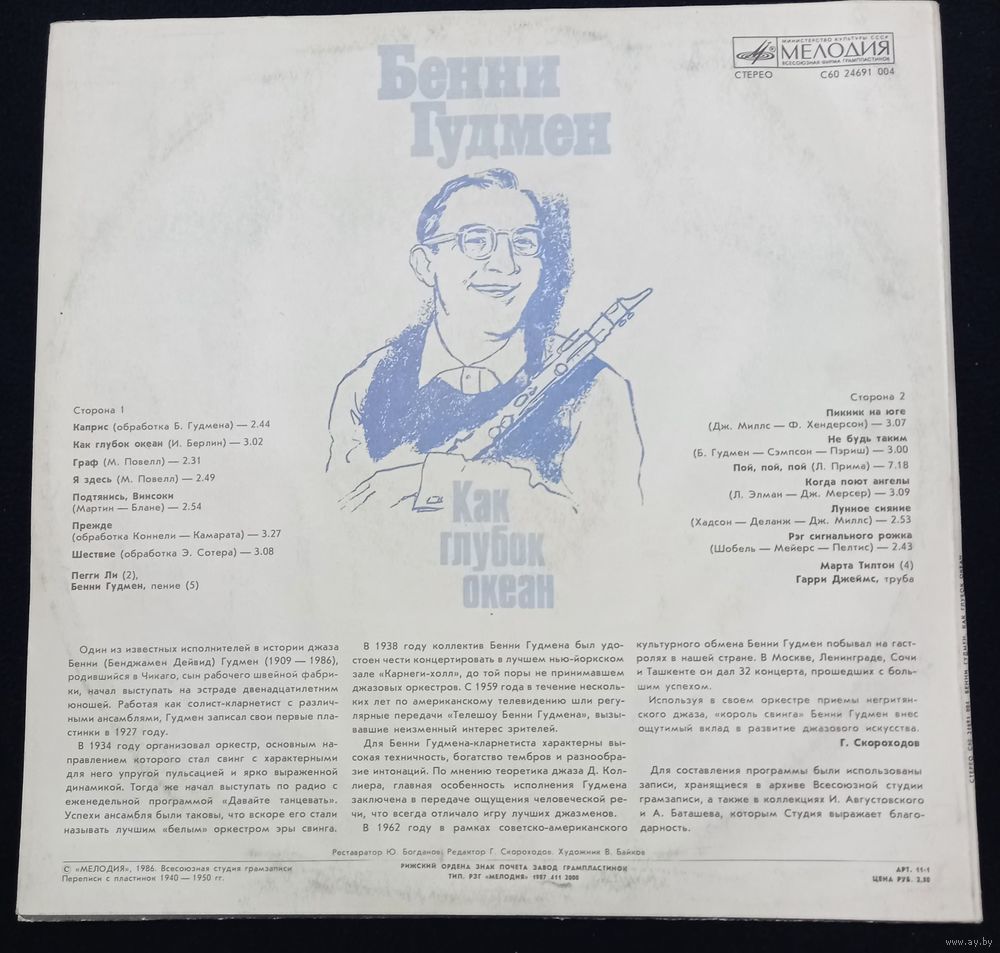 Бенни
Гудмен
МИНИСТЕРСТВО КУЛЬТУРЫ СССР
МЕЛОДИЯ
ВСЕСОЮЗНАЯ ФИРМА ГРАМПЛАСТИНОК
СТЕРЕО С60 24691 004
Сторона 1
Каприс (обработка Б. Гудмена) — 2.44
Как глубок океан (И. Берлин) — 3.02
Граф (М. Повелл) — 2.31
Я здесь (М. Повелл) — 2.49
Подтянись, Винсоки
(Мартин — Блане) — 2.54
Прежде
(обработка Коннели — Камарата) — 3.27
Шествие (обработка Э. Сотера) — 3.08
Пегги Ли (2),
Бенни Гудмен, пение (5)
Как
глубок
океан
Сторона 2
Пикник на юге
(Дж. Миллс — Ф. Хендерсон) — 3.07
Не будь таким
(Б. Гудмен — Сэмпсон — Пэриш) — 3.00
Пой, пой, пой (Л. Прима) — 7.18
Когда поют ангелы
(Л. Элман — Дж. Мерсер) — 3.09
Лунное сияние
(Хадсон — Деланж — Дж. Миллс) — 2.53
Рэг сигнального рожка
(Шобель — Мейерс — Пелтис) — 2.43
Марта Тилтон (4)
Гарри Джеймс, труба
Один из известных исполнителей в истории джаза
Бенни (Бенджамен Дейвид) Гудмен (1909 — 1986),
родившийся в Чикаго, сын рабочего швейной фабри-
ки, начал выступать на эстраде двенадцатилетним
юношей. Работая как солист-кларнетист с различ-
ными ансамблями, Гудмен записал свои первые пла-
стинки в 1927 году.
В 1934 году организовал оркестр, основным на-
правлением которого стал свинг с характерными
для него упругой пульсацией и ярко выраженной
динамикой. Тогда же начал выступать по радио с
еженедельной программой «Давайте танцевать».
Успехи ансамбля были таковы, что вскоре его стали
называть лучшим «белым» оркестром эры свинга.
В 1938 году коллектив Бенни Гудмена был удо-
стоен чести концертировать в лучшем нью-йоркском
зале «Карнеги-холл», до той поры не принимавшем
джазовых оркестров. С 1959 года в течение несколь-
ких лет по американскому телевидению шли регу-
лярные передачи «Телешоу Бенни Гудмена», вызы-
вавшие неизменный интерес зрителей.
Для Бенни Гудмена-кларнетиста характерны вы-
сокая техничность, богатство тембров и разнообра-
зие интонаций. По мнению теоретика джаза Д. Кол-
лиера, главная особенность исполнения Гудмена
заключена в передаче ощущения человеческой ре-
чи, что всегда отличало игру лучших джазменов.
В 1962 году в рамках советско-американского
культурного обмена Бенни Гудмен побывал на гаст-
ролях в нашей стране. В Москве, Ленинграде, Сочи
и Ташкенте он дал 32 концерта, прошедших с боль-
шим успехом.
Используя в своем оркестре приемы негритян-
ского джаза, «король свинга» Бенни Гудмен внес
ощутимый вклад в развитие джазового искусства.
Г. Скороходов
Для составления программы были использованы
записи, хранящиеся в архиве Всесоюзной студии
грамзаписи, а также в коллекциях И. Августовского
и А. Баташева, которым Студия выражает благо-
дарность.
Реставратор Ю. Богданов. Редактор Г. Скороходов. Художник В. Байков
© «МЕЛОДИЯ», 1986. Всесоюзная студия грамзаписи
Переписи с пластинок 1940 — 1950 гг.
РИЖСКИЙ ОРДЕНА ЗНАК ПОЧЕТА ЗАВОД ГРАМПЛАСТИНОК
ТИП. РЗГ «МЕЛОДИЯ» 1987 411 2000
АРТ. 11-1
ЦЕНА РУБ. 2,50
СТЕРЕО С60 24691 004 БЕННИ ГУДМЕН. КАК ГЛУБОК ОКЕАН
www.ay.by